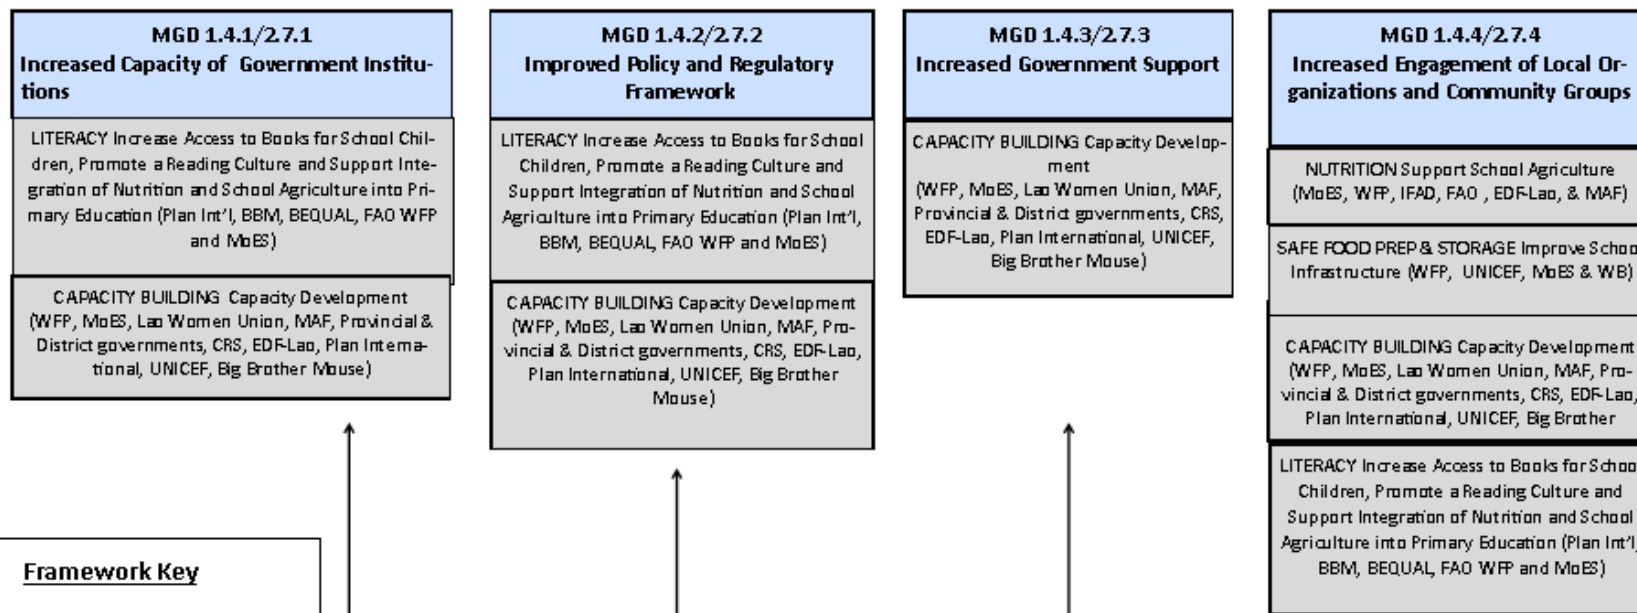 MGD 1.4.1/2.7.1
Increased Capacity of Government Institu-
tions
LITERACY Increase Access to Books for School Chil-
dren, Promote a Reading Culture and Support Inte-
gration of Nutrition and School Agriculture into Pri-
mary Education (Plan Int'l, BBM, BEQUAL, FAO WFP
and MoES)
CAPACITY BUILDING Capacity Development
(WFP, MoES, Lao Women Union, MAF, Provincial &
District governments, CRS, EDF-Lao, Plan Interna-
tional, UNICEF, Big Brother Mouse)
MGD 1.4.2/2.7.2
Improved Policy and Regulatory
Framework
LITERACY Increase Access to Books for School
Children, Promote a Reading Culture and
Support Integration of Nutrition and School
Agriculture into Primary Education (Plan Int'l,
BBM, BEQUAL, FAO WFP and MoES)
CAPACITY BUILDING Capacity Development
(WFP, MoES, Lao Women Union, MAF, Pro-
vincial & District governments, CRS, EDF-Lao,
Plan International, UNICEF, Big Brother
Mouse)
MGD 1.4.3/2.7.3
Increased Government Support
CAPACITY BUILDING Capacity Develop-
ment
(WFP, MoES, Lao Women Union, MAF,
Provincial & District governments, CRS,
EDF-Lao, Plan International, UNICEF,
Big Brother Mouse)
MGD 1.4.4/2.7.4
Increased Engagement of Local Or-
ganizations and Community Groups
NUTRITION Support School Agriculture
(MoES, WFP, IFAD, FAO , EDF-Lao, & MAF)
SAFE FOOD PREP & STORAGE Improve School
Infrastructure (WFP, UNICEF, MoES & WB)
CAPACITY BUILDING Capacity Development
(WFP, MoES, Lao Women Union, MAF, Pro-
vincial & District governments, CRS, EDF-Lao,
Plan International, UNICEF, Big Brother
LITERACY Increase Access to Books for School
Children, Promote a Reading Culture and
Support Integration of Nutrition and School
Agriculture into Primary Education (Plan Int'l,
BBM, BEQUAL, FAO WFP and MoES)
Framework Key